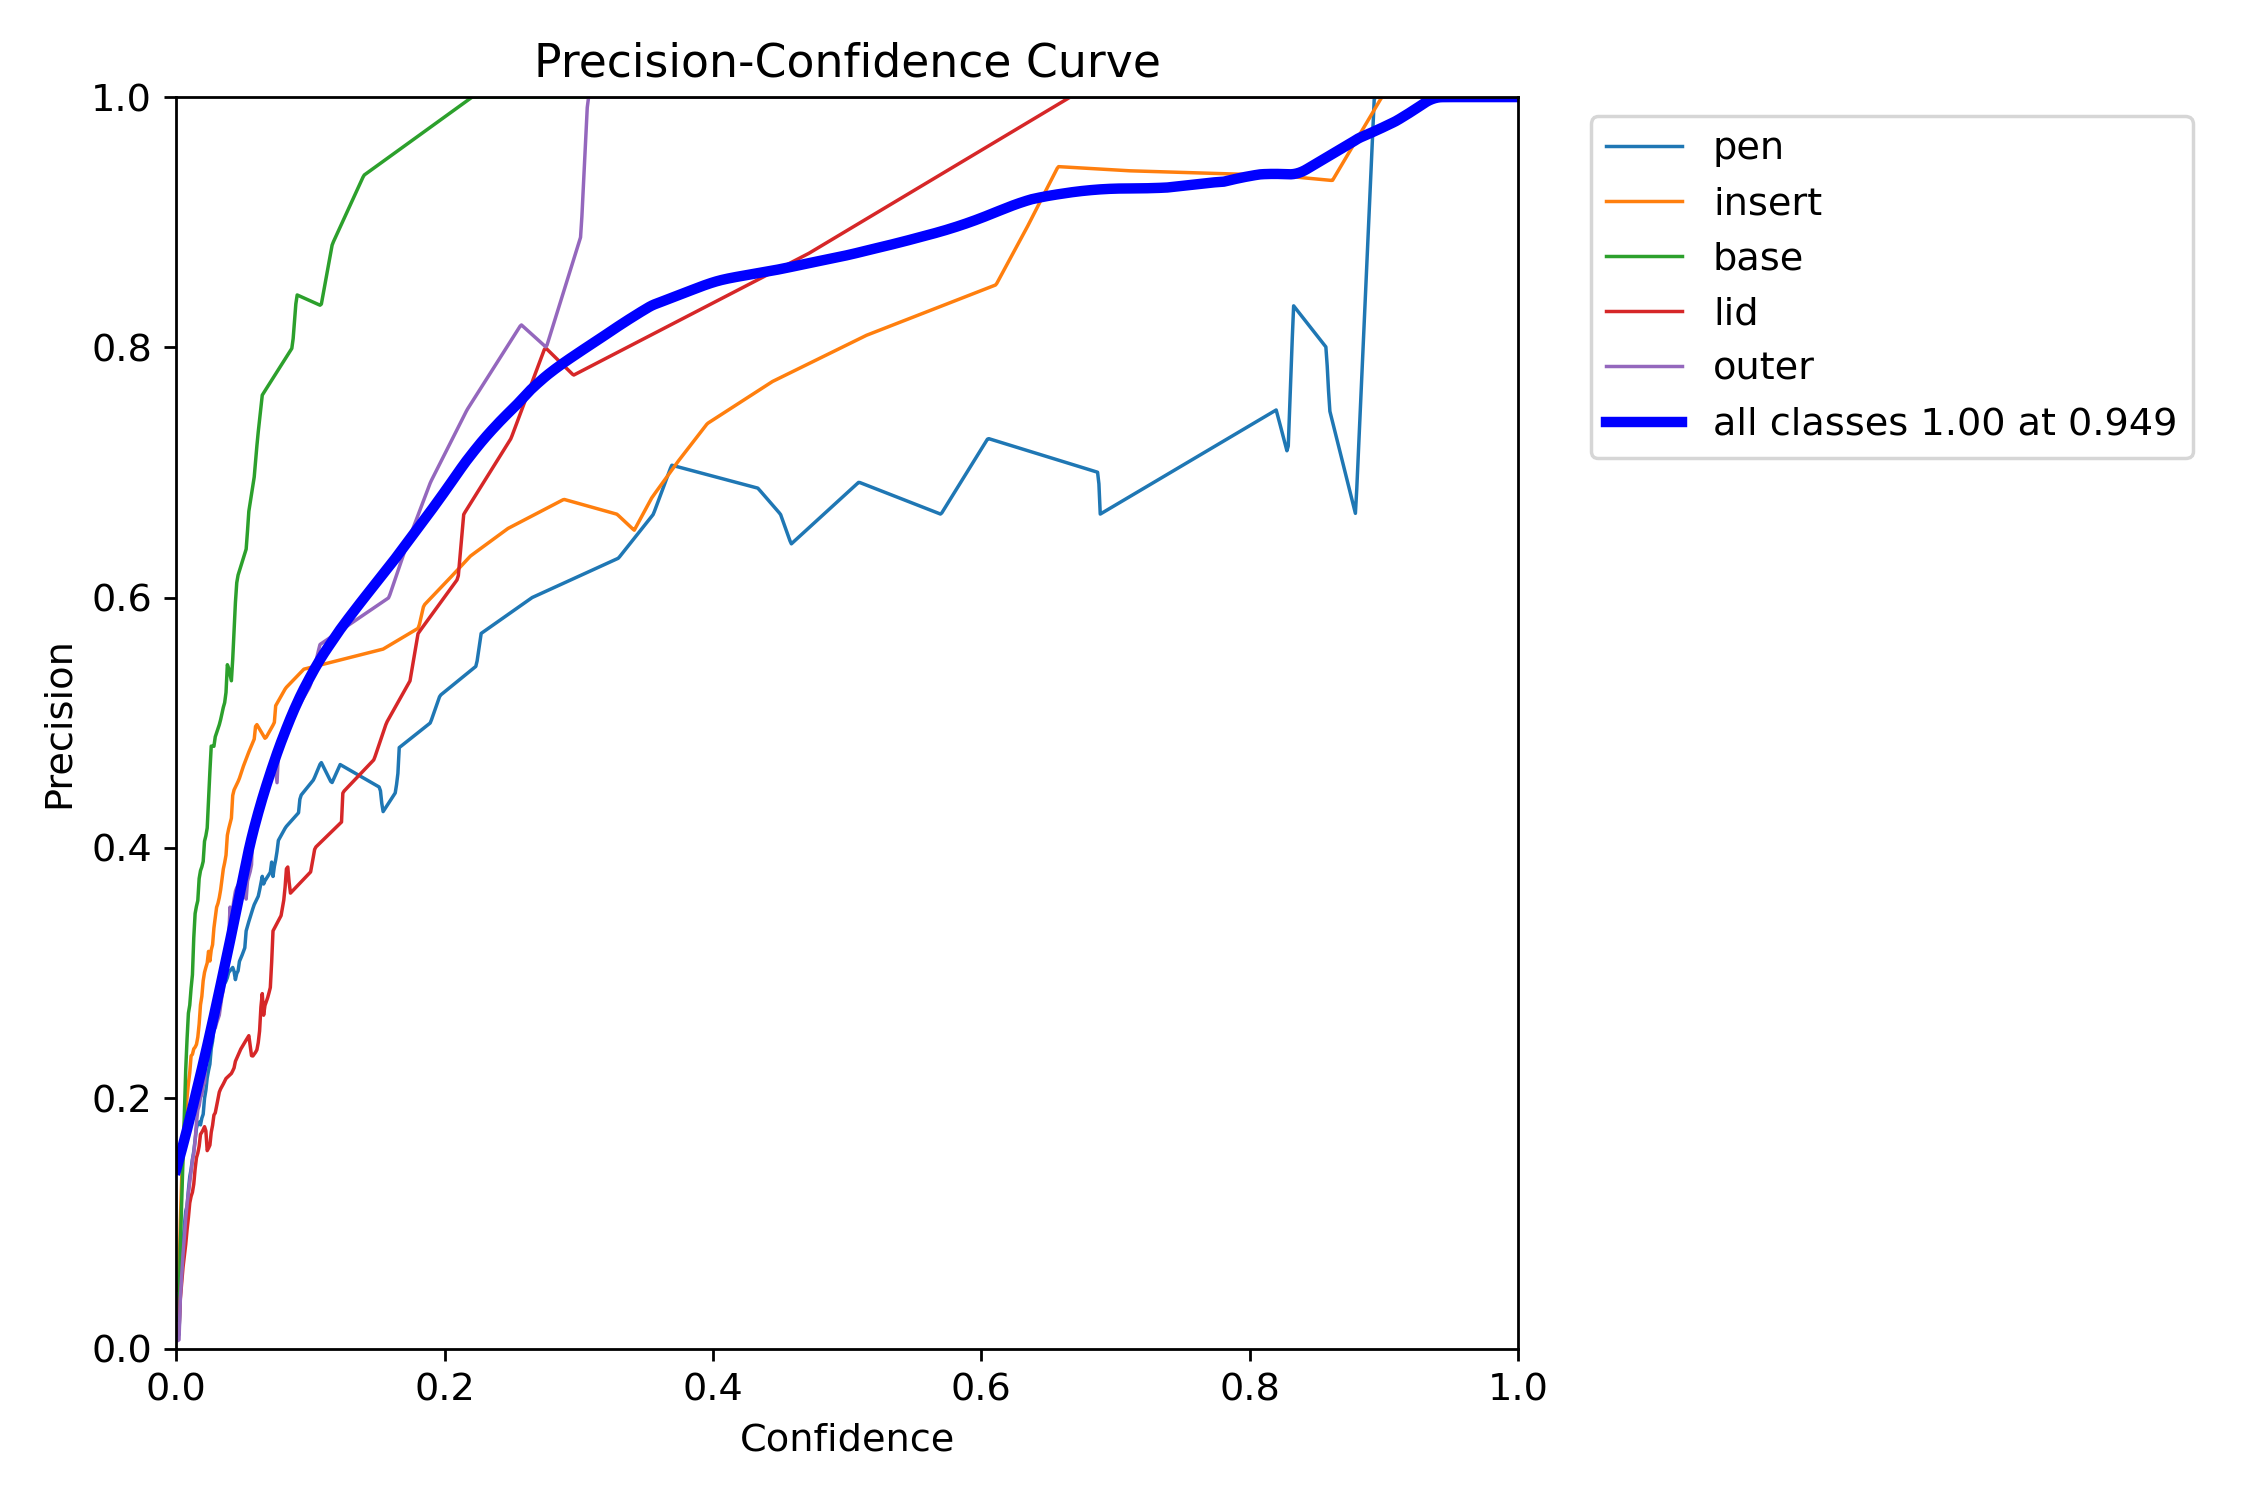 Precision-Confidence Curve
1.0
0.8
0.6
0.4
0.2
0.0
Precision
0.0 0.2 0.4 0.6 0.8 1.0
Confidence
pen
insert
base
lid
outer
all classes 1.00 at 0.949